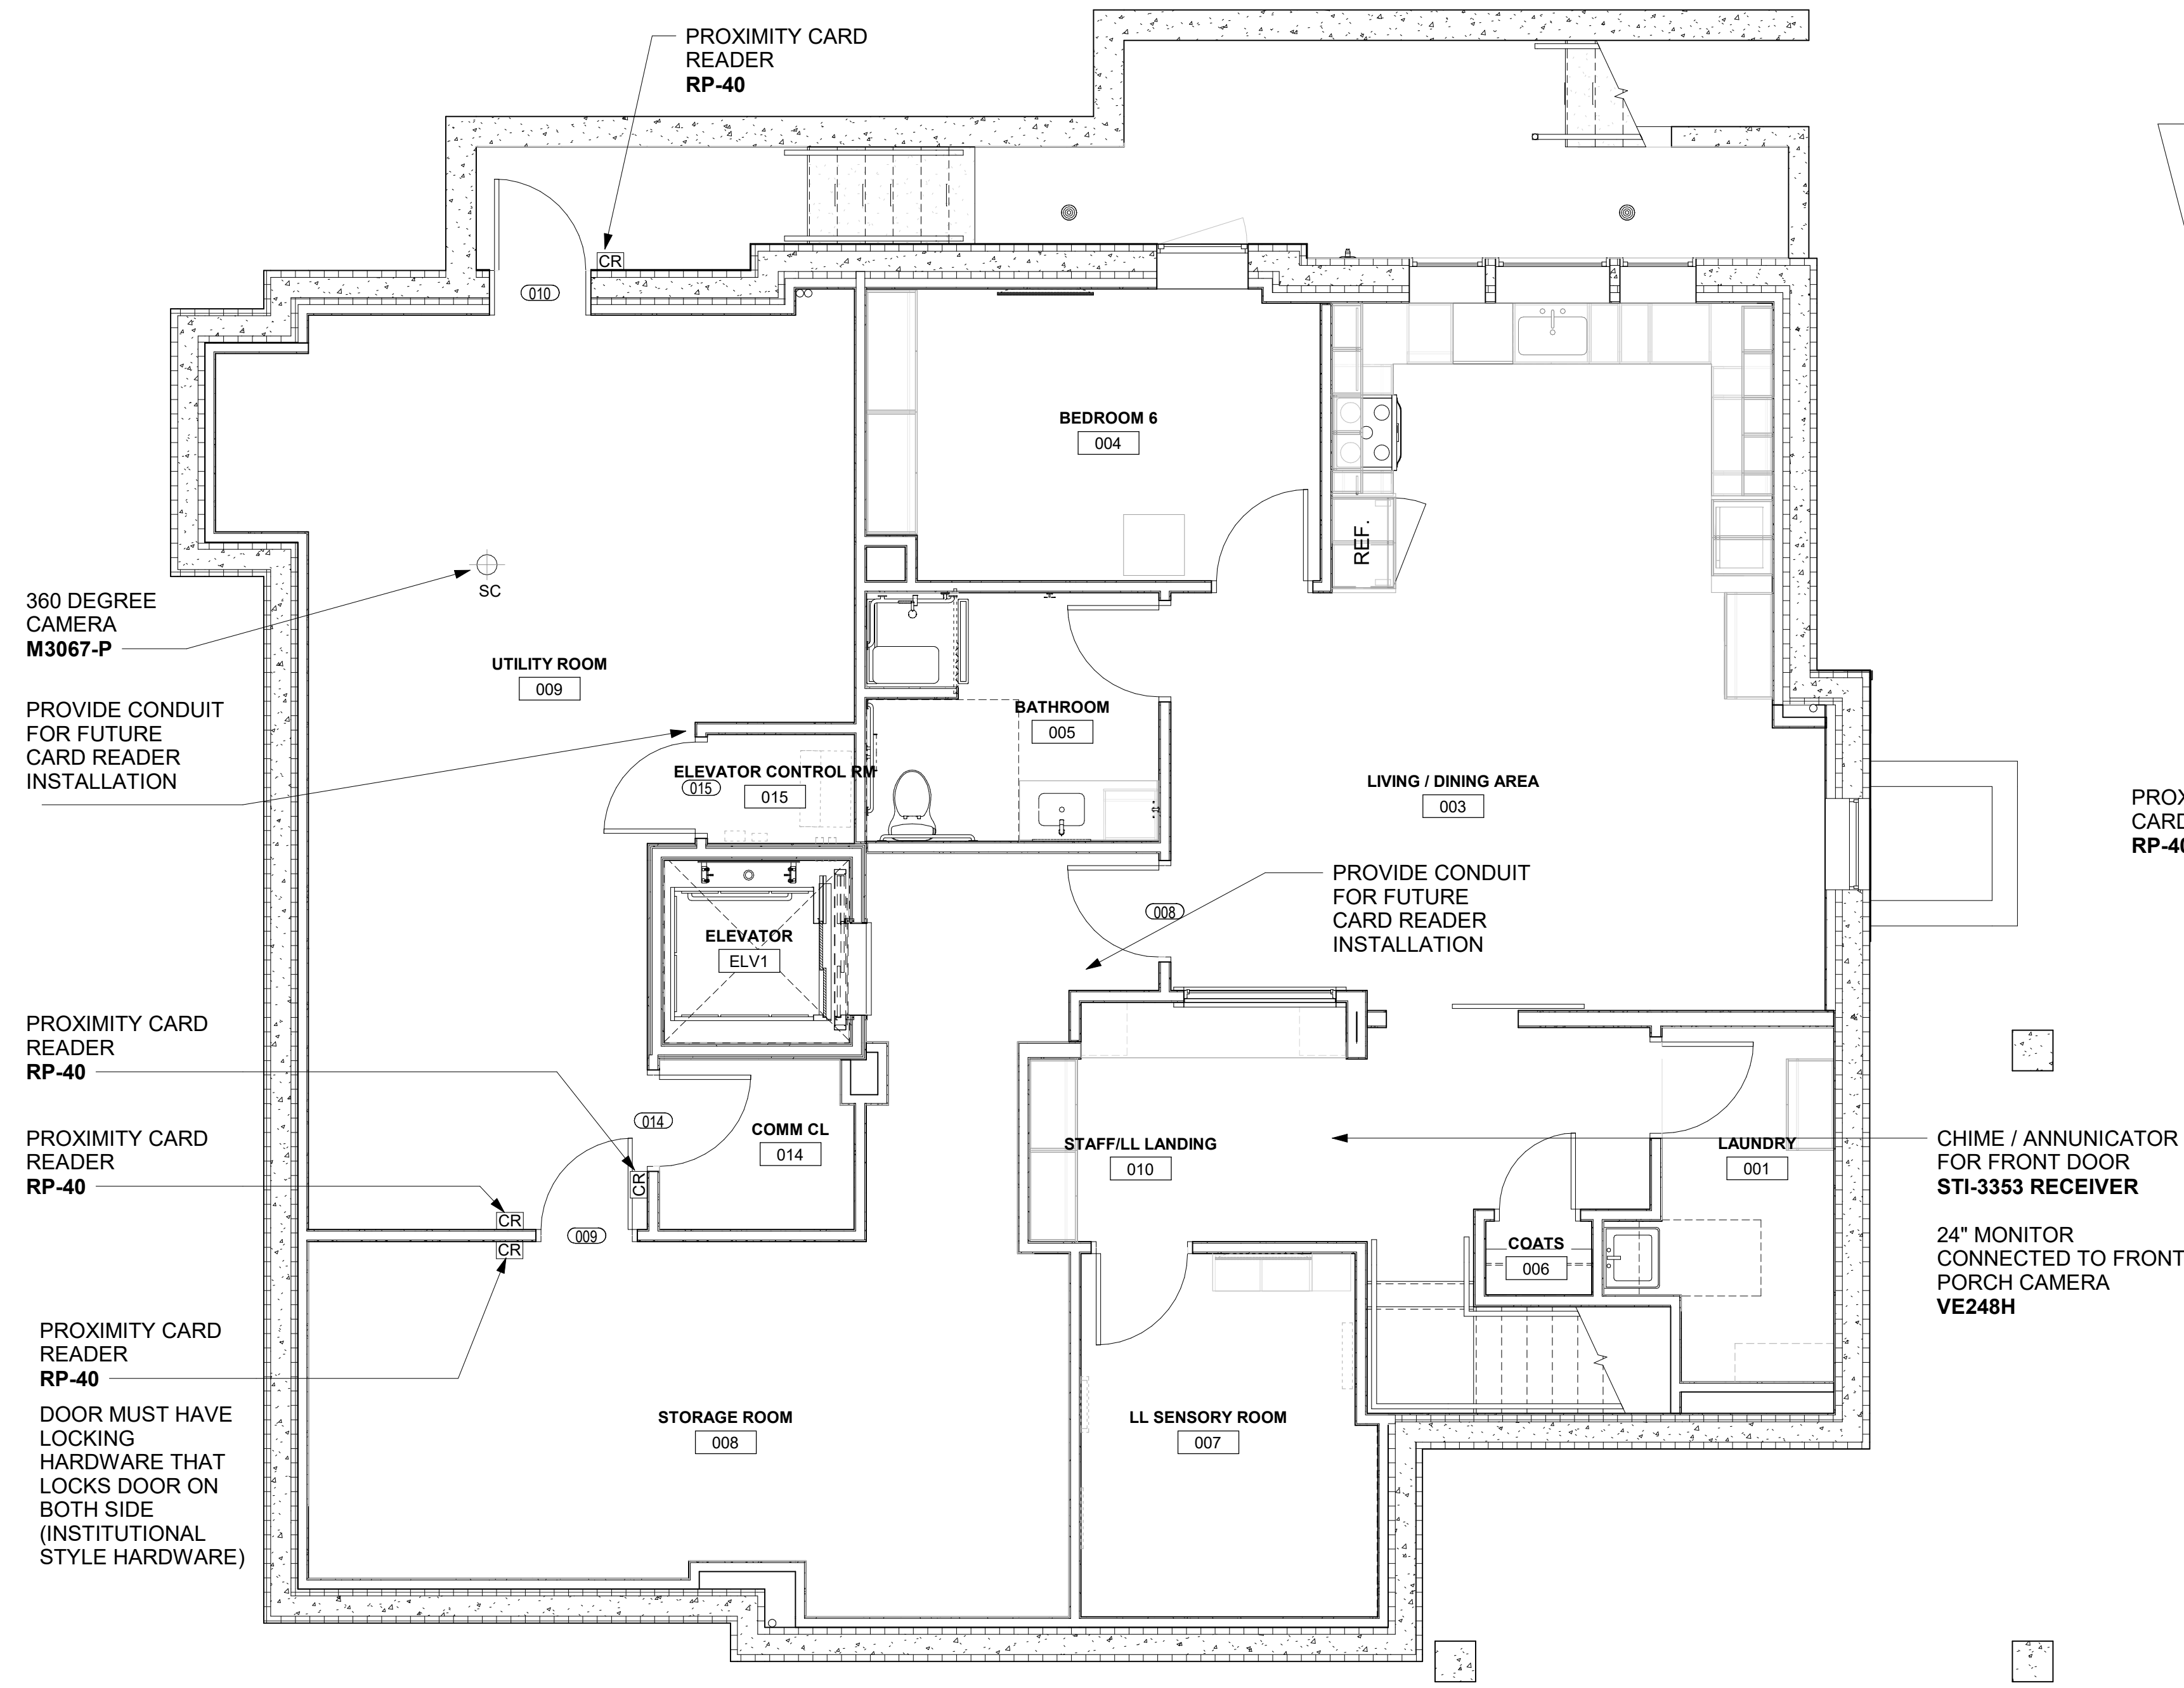 PROXIMITY CARD
READER
RP-40
CR
010
BEDROOM 6
004
REF.
360 DEGREE
CAMERA
M3067-P
SC
UTILITY ROOM
009
PROVIDE CONDUIT
FOR FUTURE
CARD READER
INSTALLATION
BATHROOM
005
ELEVATOR CONTROL RM
015
015
LIVING / DINING AREA
003
PROX
CARD
RP-40
PROVIDE CONDUIT
FOR FUTURE
CARD READER
INSTALLATION
008
ELEVATOR
ELV1
PROXIMITY CARD
READER
RP-40
014
COMM CL
014
CR
PROXIMITY CARD
READER
RP-40
CR
009
CR
STAFF/LL LANDING
010
LAUNDRY
001
CHIME / ANNUNICATOR
FOR FRONT DOOR
STI-3353 RECEIVER
24" MONITOR
CONNECTED TO FRONT
PORCH CAMERA
VE248H
COATS
006
PROXIMITY CARD
READER
RP-40
DOOR MUST HAVE
LOCKING
HARDWARE THAT
LOCKS DOOR ON
BOTH SIDE
(INSTITUTIONAL
STYLE HARDWARE)
STORAGE ROOM
008
LL SENSORY ROOM
007